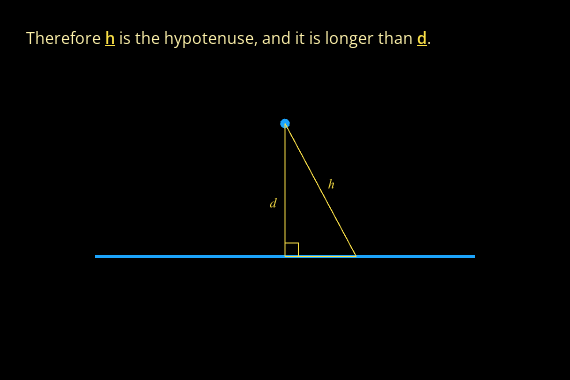 Therefore h is the hypotenuse, and it is longer than d.
h
d